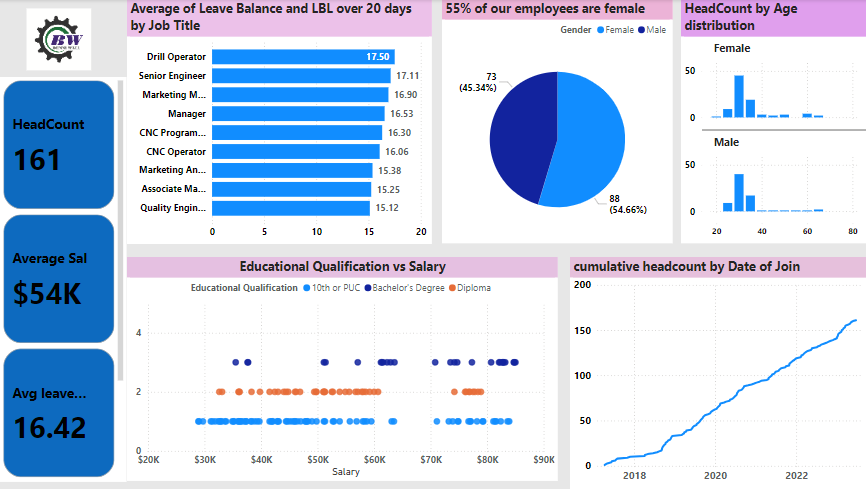 BW
HeadCount
161
Average Sal
$54K
Avg leave...
16.42
Average of Leave Balance and LBL over 20 days
by Job Title
Drill Operator 17.50
Senior Engineer 17.11
Marketing M... 16.90
Manager 16.53
CNC Program... 16.30
CNC Operator 16.06
Marketing An... 15.38
Associate Ma... 15.25
Quality Engin... 15.12
0 5 10 15 20
55% of our employees are female
Gender Female Male
73
(45.34%)
88
(54.66%)
HeadCount by Age
distribution
Female
50
0
Male
50
0
20 40 60 80
Educational Qualification vs Salary
Educational Qualification 10th or PUC Bachelor's Degree Diploma
4
2
0
$20K $30K $40K $50K $60K $70K $80K $90K
Salary
cumulative headcount by Date of Join
200
150
100
50
0
2018 2020 2022